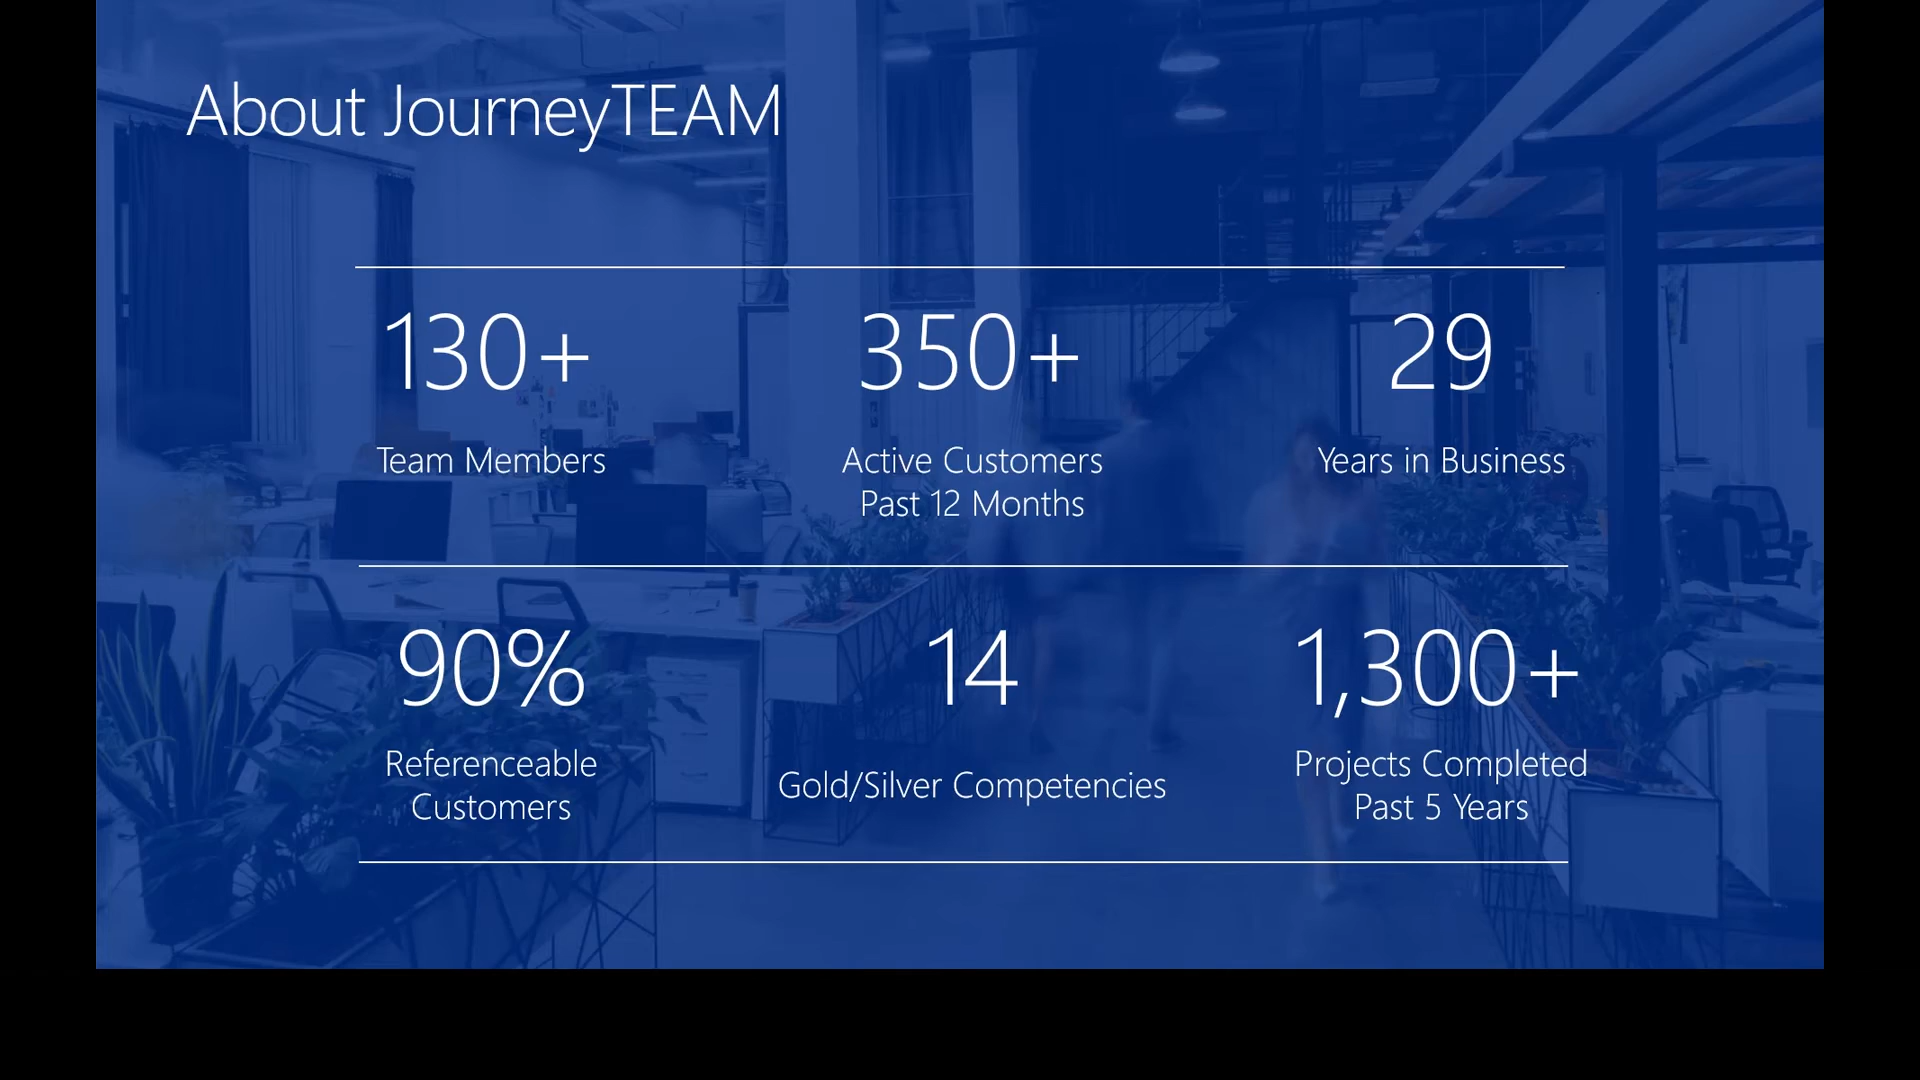 About JourneyTEAM
130+
Team Members
350+
Active Customers
Past 12 Months
29
Years in Business
90%
Referenceable
Customers
14
Gold/Silver Competencies
1,300+
Projects Completed
Past 5 Years